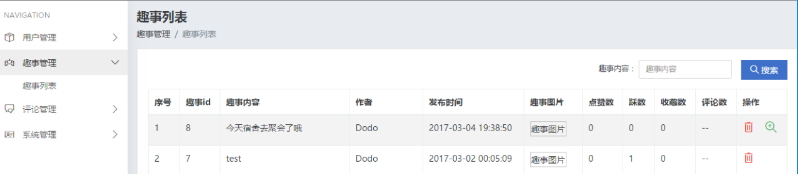 NAVIGATION
用户管理
趣事管理
趣事列表
评论管理
系统管理
趣事列表
趣事管理 / 趣事列表
趣事内容： 趣事内容 搜索
序号 趣事id 趣事内容 作者 发布时间 趣事图片 点赞数 踩数 收藏数 评论数 操作
1 8 今天宿舍去聚会了哦 Dodo 2017-03-04 19:38:50 趣事图片 0 0 0 --
2 7 test Dodo 2017-03-02 00:05:09 趣事图片 0 1 0 --